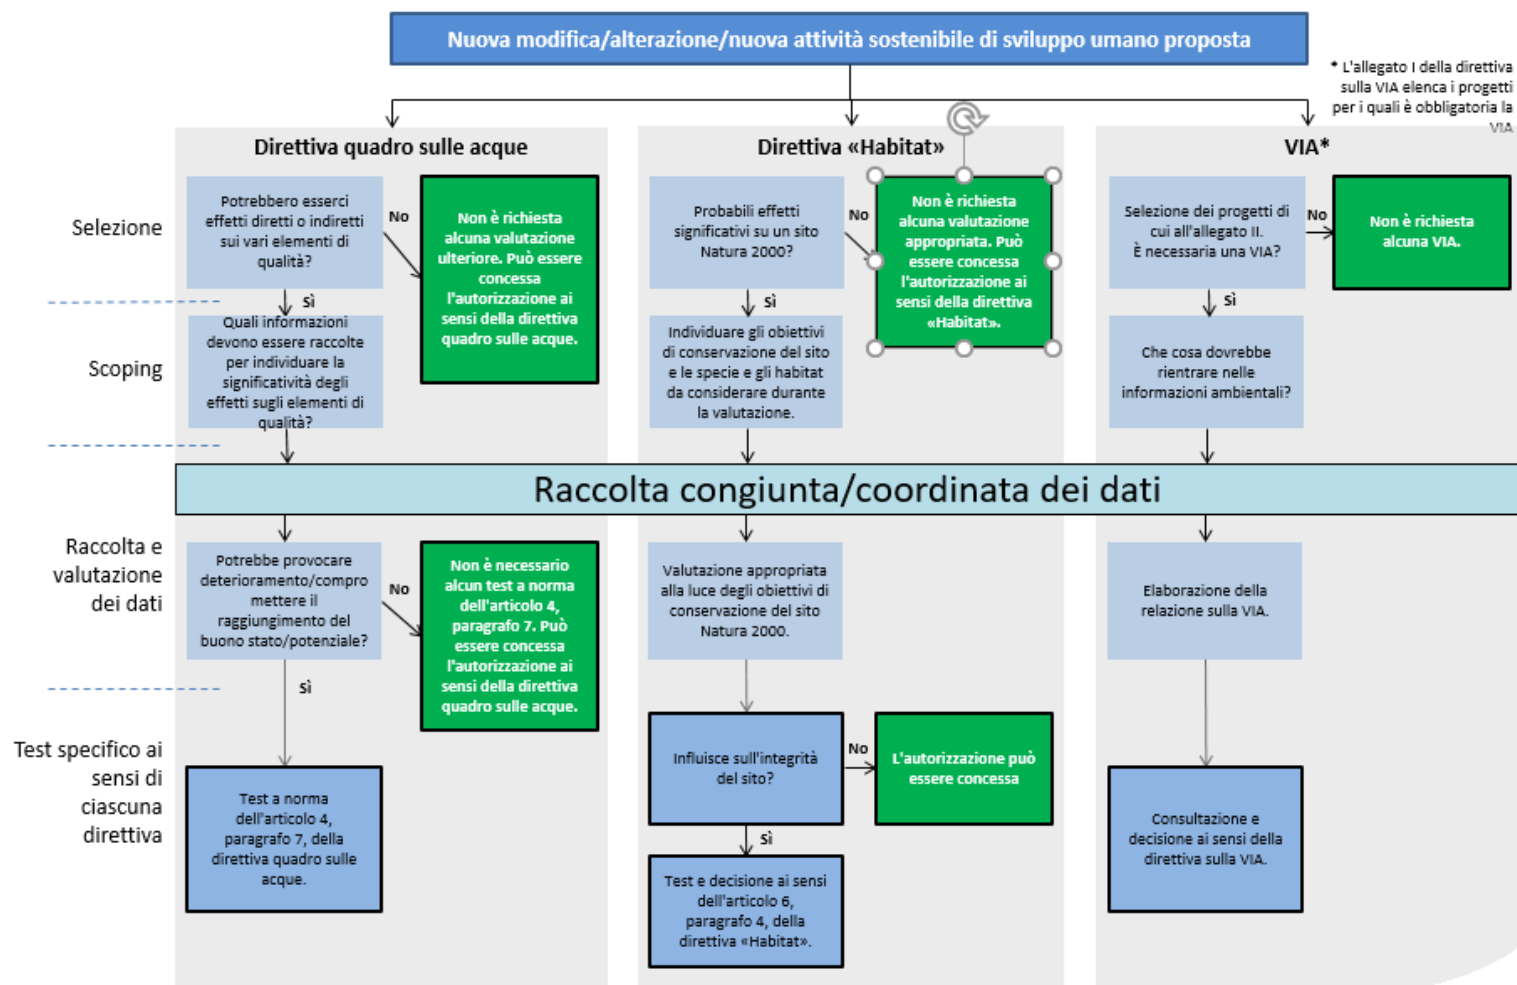 Nuova modifica/alterazione/nuova attività sostenibile di sviluppo umano proposta
* L'allegato I della direttiva
sulla VIA elenca i progetti
per i quali è obbligatoria la
VIA
Direttiva quadro sulle acque
Direttiva «Habitat»
VIA*
Selezione
Potrebbero esserci
effetti diretti o indiretti
sui vari elementi di
qualità?
No
Non è richiesta
alcuna valutazione
ulteriore. Può essere
concessa
l'autorizzazione ai
sensi della direttiva
quadro sulle acque.
Probabili effetti
significativi su un sito
Natura 2000?
No
Non è richiesta
alcuna valutazione
appropriata. Può
essere concessa
l'autorizzazione ai
sensi della direttiva
«Habitat».
Selezione dei progetti di
cui all'allegato II.
È necessaria una VIA?
No
Non è richiesta
alcuna VIA.
Sì
Sì
Sì
Scoping
Quali informazioni
devono essere raccolte
per individuare la
significatività degli
effetti sugli elementi di
qualità?
Individuare gli obiettivi
di conservazione del sito
e le specie e gli habitat
da considerare durante
la valutazione.
Che cosa dovrebbe
rientrare nelle
informazioni ambientali?
Raccolta congiunta/coordinata dei dati
Raccolta e
valutazione
dei dati
Potrebbe provocare
deterioramento/compro
mettere il
raggiungimento del
buono stato/potenziale?
No
Non è necessario
alcun test a norma
dell'articolo 4,
paragrafo 7. Può
essere concessa
l'autorizzazione ai
sensi della direttiva
quadro sulle acque.
Valutazione appropriata
alla luce degli obiettivi di
conservazione del sito
Natura 2000.
Elaborazione della
relazione sulla VIA.
Sì
Test specifico ai
sensi di
ciascuna
direttiva
Test a norma
dell'articolo 4,
paragrafo 7, della
direttiva quadro sulle
acque.
Influisce sull'integrità
del sito?
No
L'autorizzazione può
essere concessa
Sì
Test e decisione ai sensi
dell'articolo 6,
paragrafo 4, della
direttiva «Habitat».
Consultazione e
decisione ai sensi della
direttiva sulla VIA.